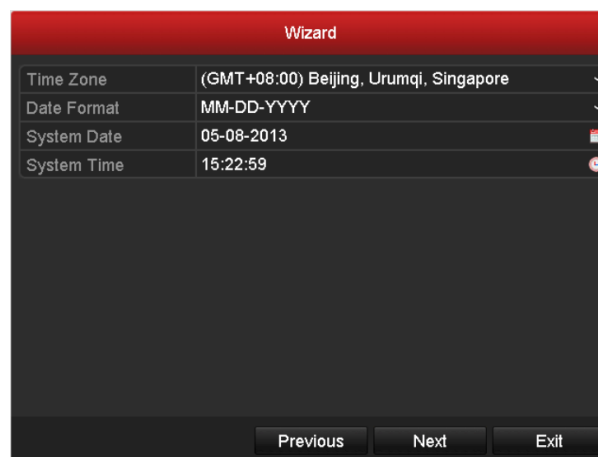 Wizard
Time Zone (GMT+08:00) Beijing, Urumqi, Singapore
Date Format MM-DD-YYYY
System Date 05-08-2013
System Time 15:22:59
Previous Next Exit